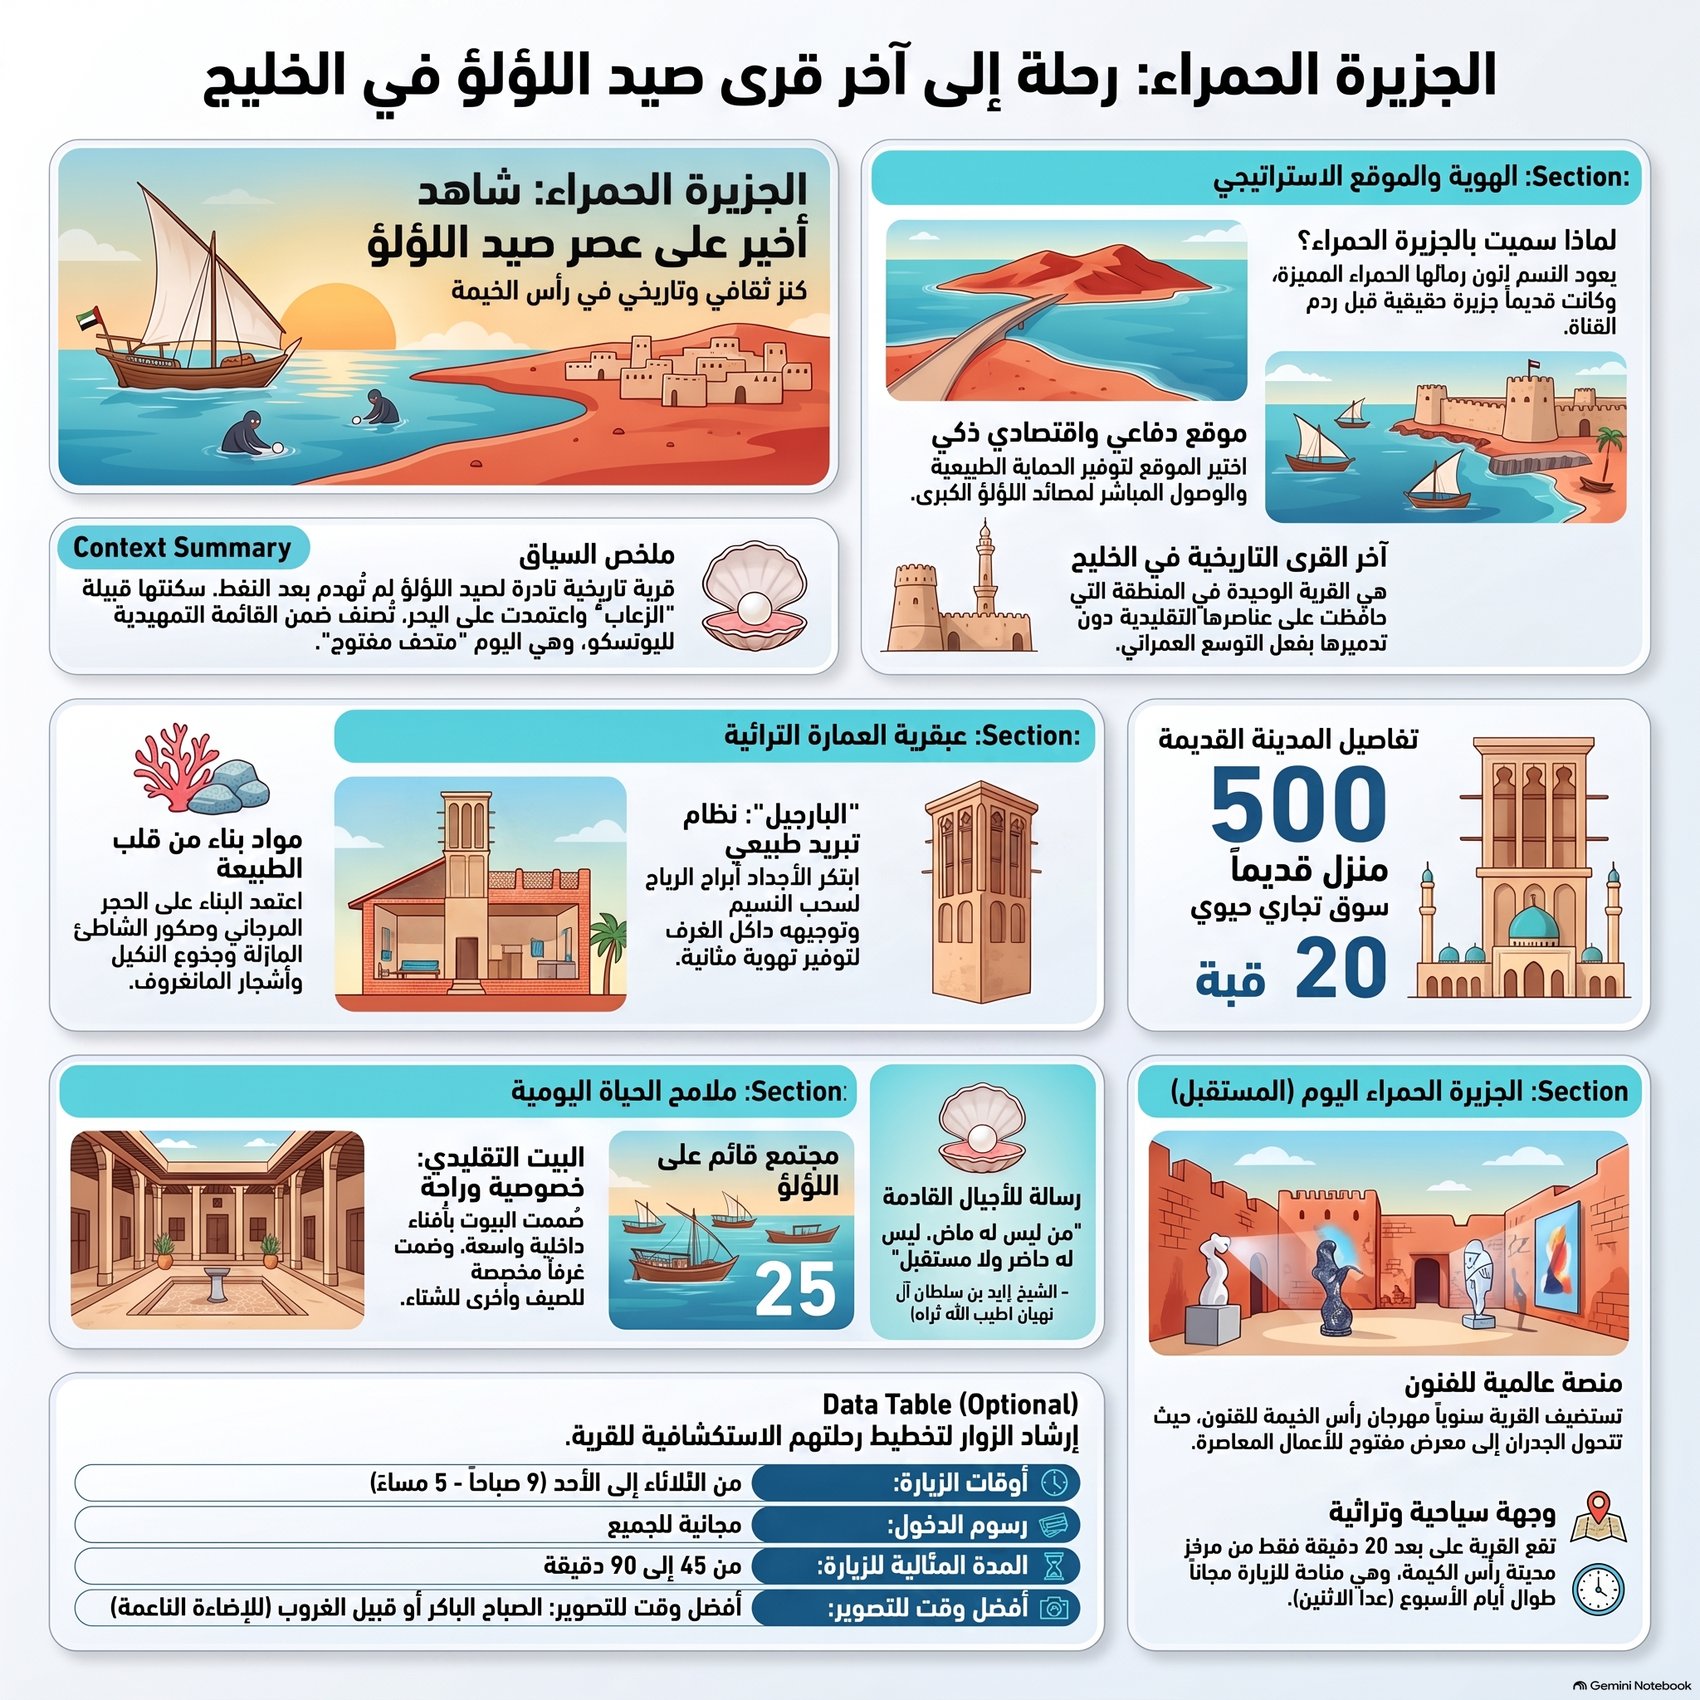 الجزيرة الحمراء: رحلة إلى آخر قرى صيد اللؤلؤ في الخليج
الجزيرة الحمراء: شاهد
أخير على عصر صيد اللؤلؤ
كنز ثقافي وتاريخي في رأس الخيمة
Context Summary
ملخص السياق
قرية تاريخية نادرة لصيد اللؤلؤ لم تُهدم بعد النفط. سكنتها قبيلة
"الزعاب" واعتمدت على البحر. تُصنف ضمن القائمة التمهيدية
لليوتسكو، وهي اليوم "متحف مفتوح".
:Section: الهوية والموقع الاستراتيجي
لماذا سميت بالجزيرة الحمراء؟
يعود النسم لئون رمالها الحمراء المميزة،
وكانت قديماً جزيرة حقيقية قبل ردم
القناة.
موقع دفاعي واقتصادي ذكي
اختير الموقع لتوفير الحماية الطبيعية
والوصول المباشر لمصائد اللؤلؤ الكبرى.
آخر القرى التاريخية في الخليج
هي القرية الوحيدة في المنطقة التي
حافظت على عناصرها التقليدية دون
تدميرها بفعل التوسع العمراتي.
:Section: عبقرية العمارة التراثية
"البارجيل": نظام
تبريد طبيعي
ابتكر الأجداد أبراج الرياح
لسحب النسيم
وتوجيهه داكل الغرف
لتوفير تهوية مثانية.
مواد بناء من قلب
الطبيعة
اعتمد البناء على الحجر
المرجاني وصكور الشاطئ
المازلة وجذوع النكيل
وأشجار المانغروف.
تفاصيل المدينة القديمة
500
منزل قديماً
سوق تجاري حيوي
20 قبة
Section: ملامح الحياة اليومية:
البيت التقليدي:
خصوصية وراحة
صُممت البيوت بأفناء
داخلية واسعة، وضمت
غرفاً مخصصة
للصيف وأخرى للشتاء.
مجتمع قائم على
اللؤلؤ
25
رسالة للأجيال القادمة
"من ليس له ماض، ليس
له حاضر ولا مستقبل"
- الشيخ إايد بن سلطان آل
نهيان اطيب الله ثراه)
Section: الجزيرة الحمراء اليوم (المستقبل)
منصة عالمية للفنون
تستضيف القرية سنوياً مهرجان رأس الخيمة للقنون، حيث
تتحول الجدران إلى معرض مفتوح للأعمال المعاصرة.
وجهة سياحية وتراثية
تقع القرية على بعد 20 دقيقة فقط من مرفز
مديتة رأس الكيمة، وهي مناحة للزيارة مجاناً
طوال أيام الأسبوع (عدا الاثنين).
Data Table (Optional)
إرشاد الزوار لتخطيط رحلتهم الاستكشافية للقرية.
أوقات الزيارة: من الثلاثاء إلى الأحد (9 صباحاً - 5 مساءً)
رسوم الدخول: مجانية للجميع
المدة المثالية للزيارة: من 45 إلى 90 دقيقة
أفضل وقت للتصوير: أفضل وقت للتصوير: الصباح الباكر أو قبيل الغروب (للإضاءة الناعمة)
Gemini Notebook